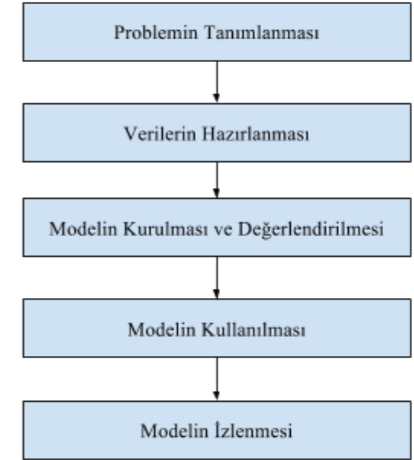 Problemin Tanımlanması
Verilerin Hazırlanması
Modelin Kurulması ve Değerlendirilmesi
Modelin Kullanılması
Modelin İzlenmesi